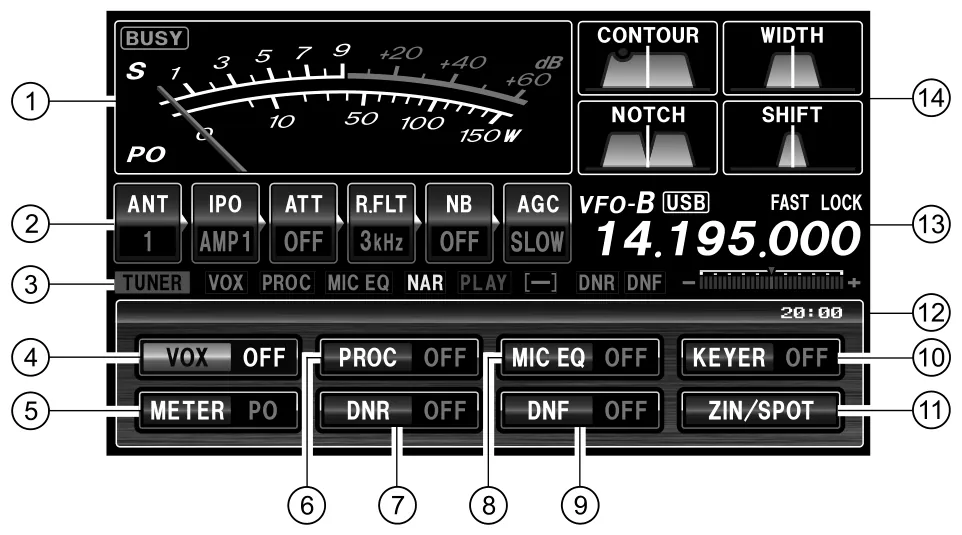 BUSY
S 1 3 5 7 9 +20 +40 +60 dB
0 10 50 100 150 W
PO
CONTOUR WIDTH
NOTCH SHIFT
1
14
ANT IPO ATT R.FLT NB AGC
1 AMP1 OFF 3kHz OFF SLOW
2
VFO-B USB FAST LOCK
14.195.000
13
3
TUNER VOX PROC MIC EQ NAR PLAY [—] DNR DNF − +
20:00
12
4
VOX OFF PROC OFF MIC EQ OFF KEYER OFF
10
5
METER PO DNR OFF DNF OFF ZIN/SPOT
11
6 7 8 9